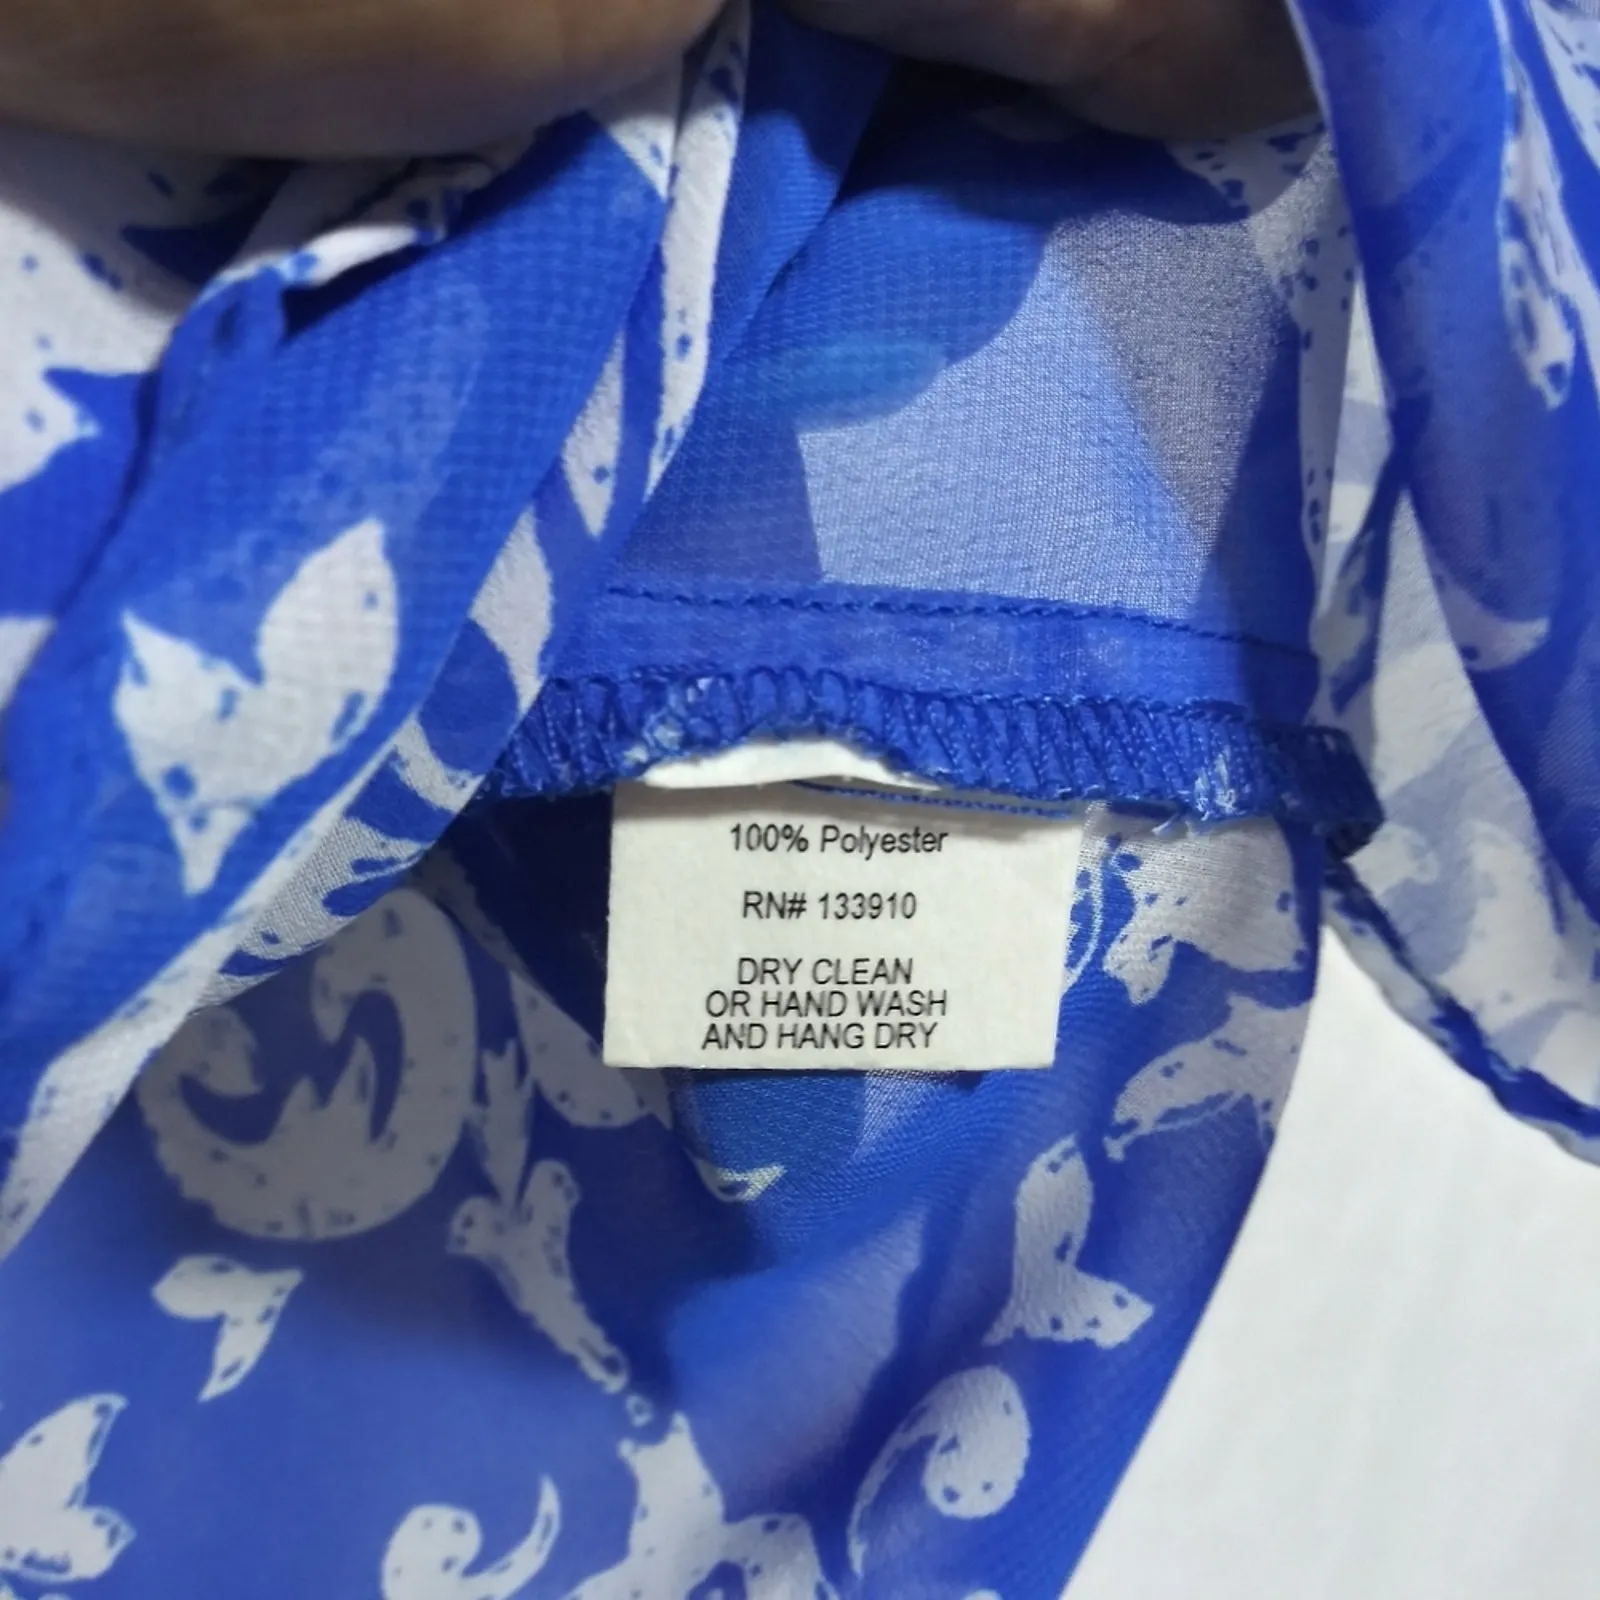 100% Polyester
RN# 133910
DRY CLEAN
OR HAND WASH
AND HANG DRY